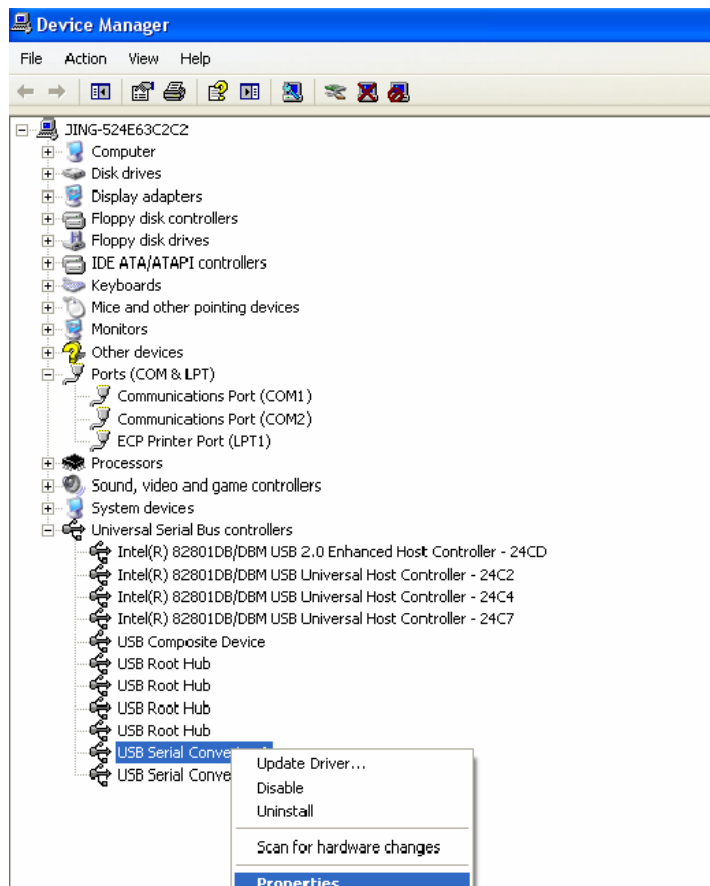 Device Manager
File Action View Help
JING-524E63C2C2
Computer
Disk drives
Display adapters
Floppy disk controllers
Floppy disk drives
IDE ATA/ATAPI controllers
Keyboards
Mice and other pointing devices
Monitors
Other devices
Ports (COM & LPT)
Communications Port (COM1)
Communications Port (COM2)
ECP Printer Port (LPT1)
Processors
Sound, video and game controllers
System devices
Universal Serial Bus controllers
Intel(R) 82801DB/DBM USB 2.0 Enhanced Host Controller - 24CD
Intel(R) 82801DB/DBM USB Universal Host Controller - 24C2
Intel(R) 82801DB/DBM USB Universal Host Controller - 24C4
Intel(R) 82801DB/DBM USB Universal Host Controller - 24C7
USB Composite Device
USB Root Hub
USB Root Hub
USB Root Hub
USB Root Hub
USB Serial Conve
USB Serial Conve
Update Driver...
Disable
Uninstall
Scan for hardware changes
Properties